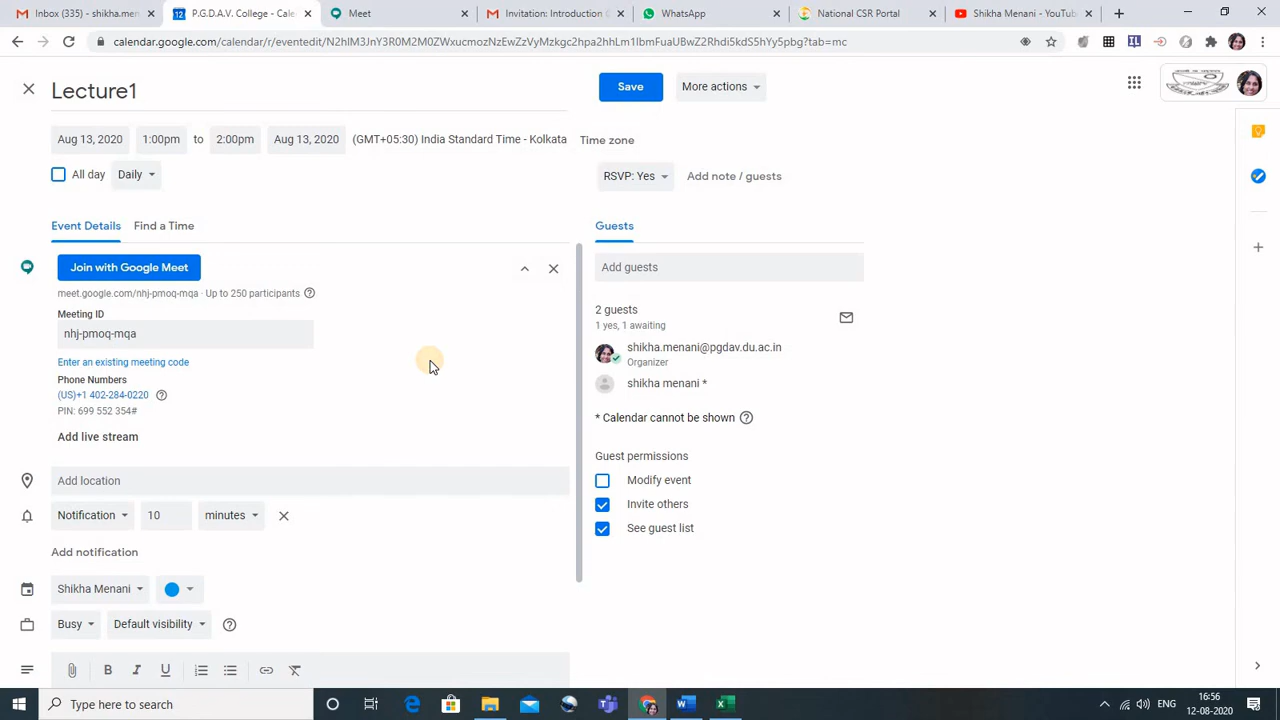 Inbox (335) - shikha.men
P.G.D.A.V. College - Cale
Meet
Invitation: Introduction
WhatsApp
National CSR Portal
Shikha Menani - YouTub
calendar.google.com/calendar/r/eventedit/N2hlM3JnY3R0M2M0ZWxucmozNzEwZzVyMzkgc2hpa2hhLm1lbmFuaUBwZ2Rhdi5kdS5hYy5pbg?tab=mc
Lecture1
Save
More actions
Aug 13, 2020
1:00pm
to
2:00pm
Aug 13, 2020
(GMT+05:30) India Standard Time - Kolkata
Time zone
All day
Daily
RSVP: Yes
Add note / guests
Event Details
Find a Time
Guests
Join with Google Meet
Add guests
meet.google.com/nhj-pmoq-mqa · Up to 250 participants
Meeting ID
nhj-pmoq-mqa
2 guests
1 yes, 1 awaiting
shikha.menani@pgdav.du.ac.in
Organizer
Enter an existing meeting code
Phone Numbers
(US)+1 402-284-0220
PIN: 699 552 354#
shikha menani *
* Calendar cannot be shown
Add live stream
Guest permissions
Modify event
Invite others
See guest list
Add location
Notification
10
minutes
Add notification
Shikha Menani
Busy
Default visibility
B
I
U
Type here to search
ENG
16:56
12-08-2020